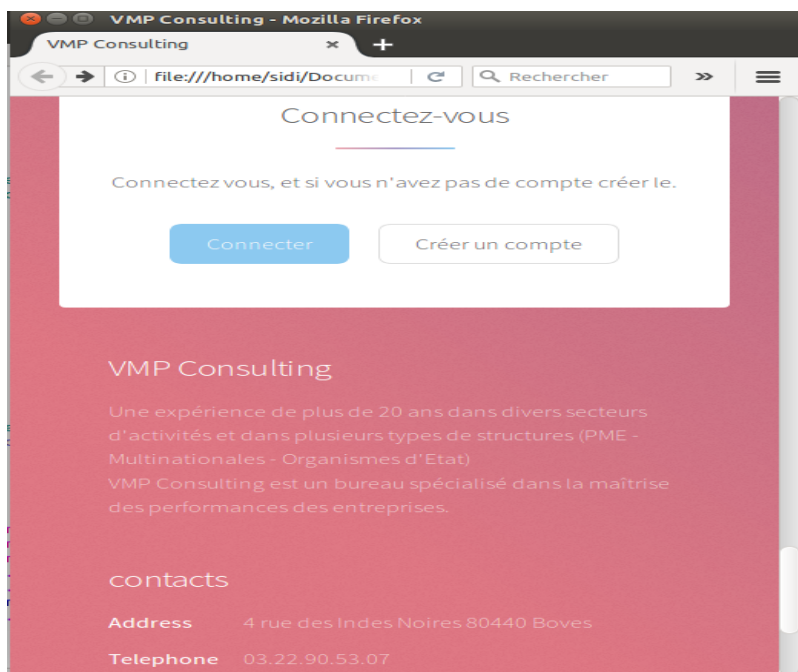 VMP Consulting - Mozilla Firefox
VMP Consulting
file:///home/sidi/Docume
Rechercher
Connectez-vous
Connectez vous, et si vous n'avez pas de compte créer le.
Connecter
Créer un compte
VMP Consulting
Une expérience de plus de 20 ans dans divers secteurs
d'activités et dans plusieurs types de structures (PME -
Multinationales - Organismes d'Etat)
VMP Consulting est un bureau spécialisé dans la maîtrise
des performances des entreprises.
contacts
Address 4 rue des Indes Noires 80440 Boves
Telephone 03.22.90.53.07